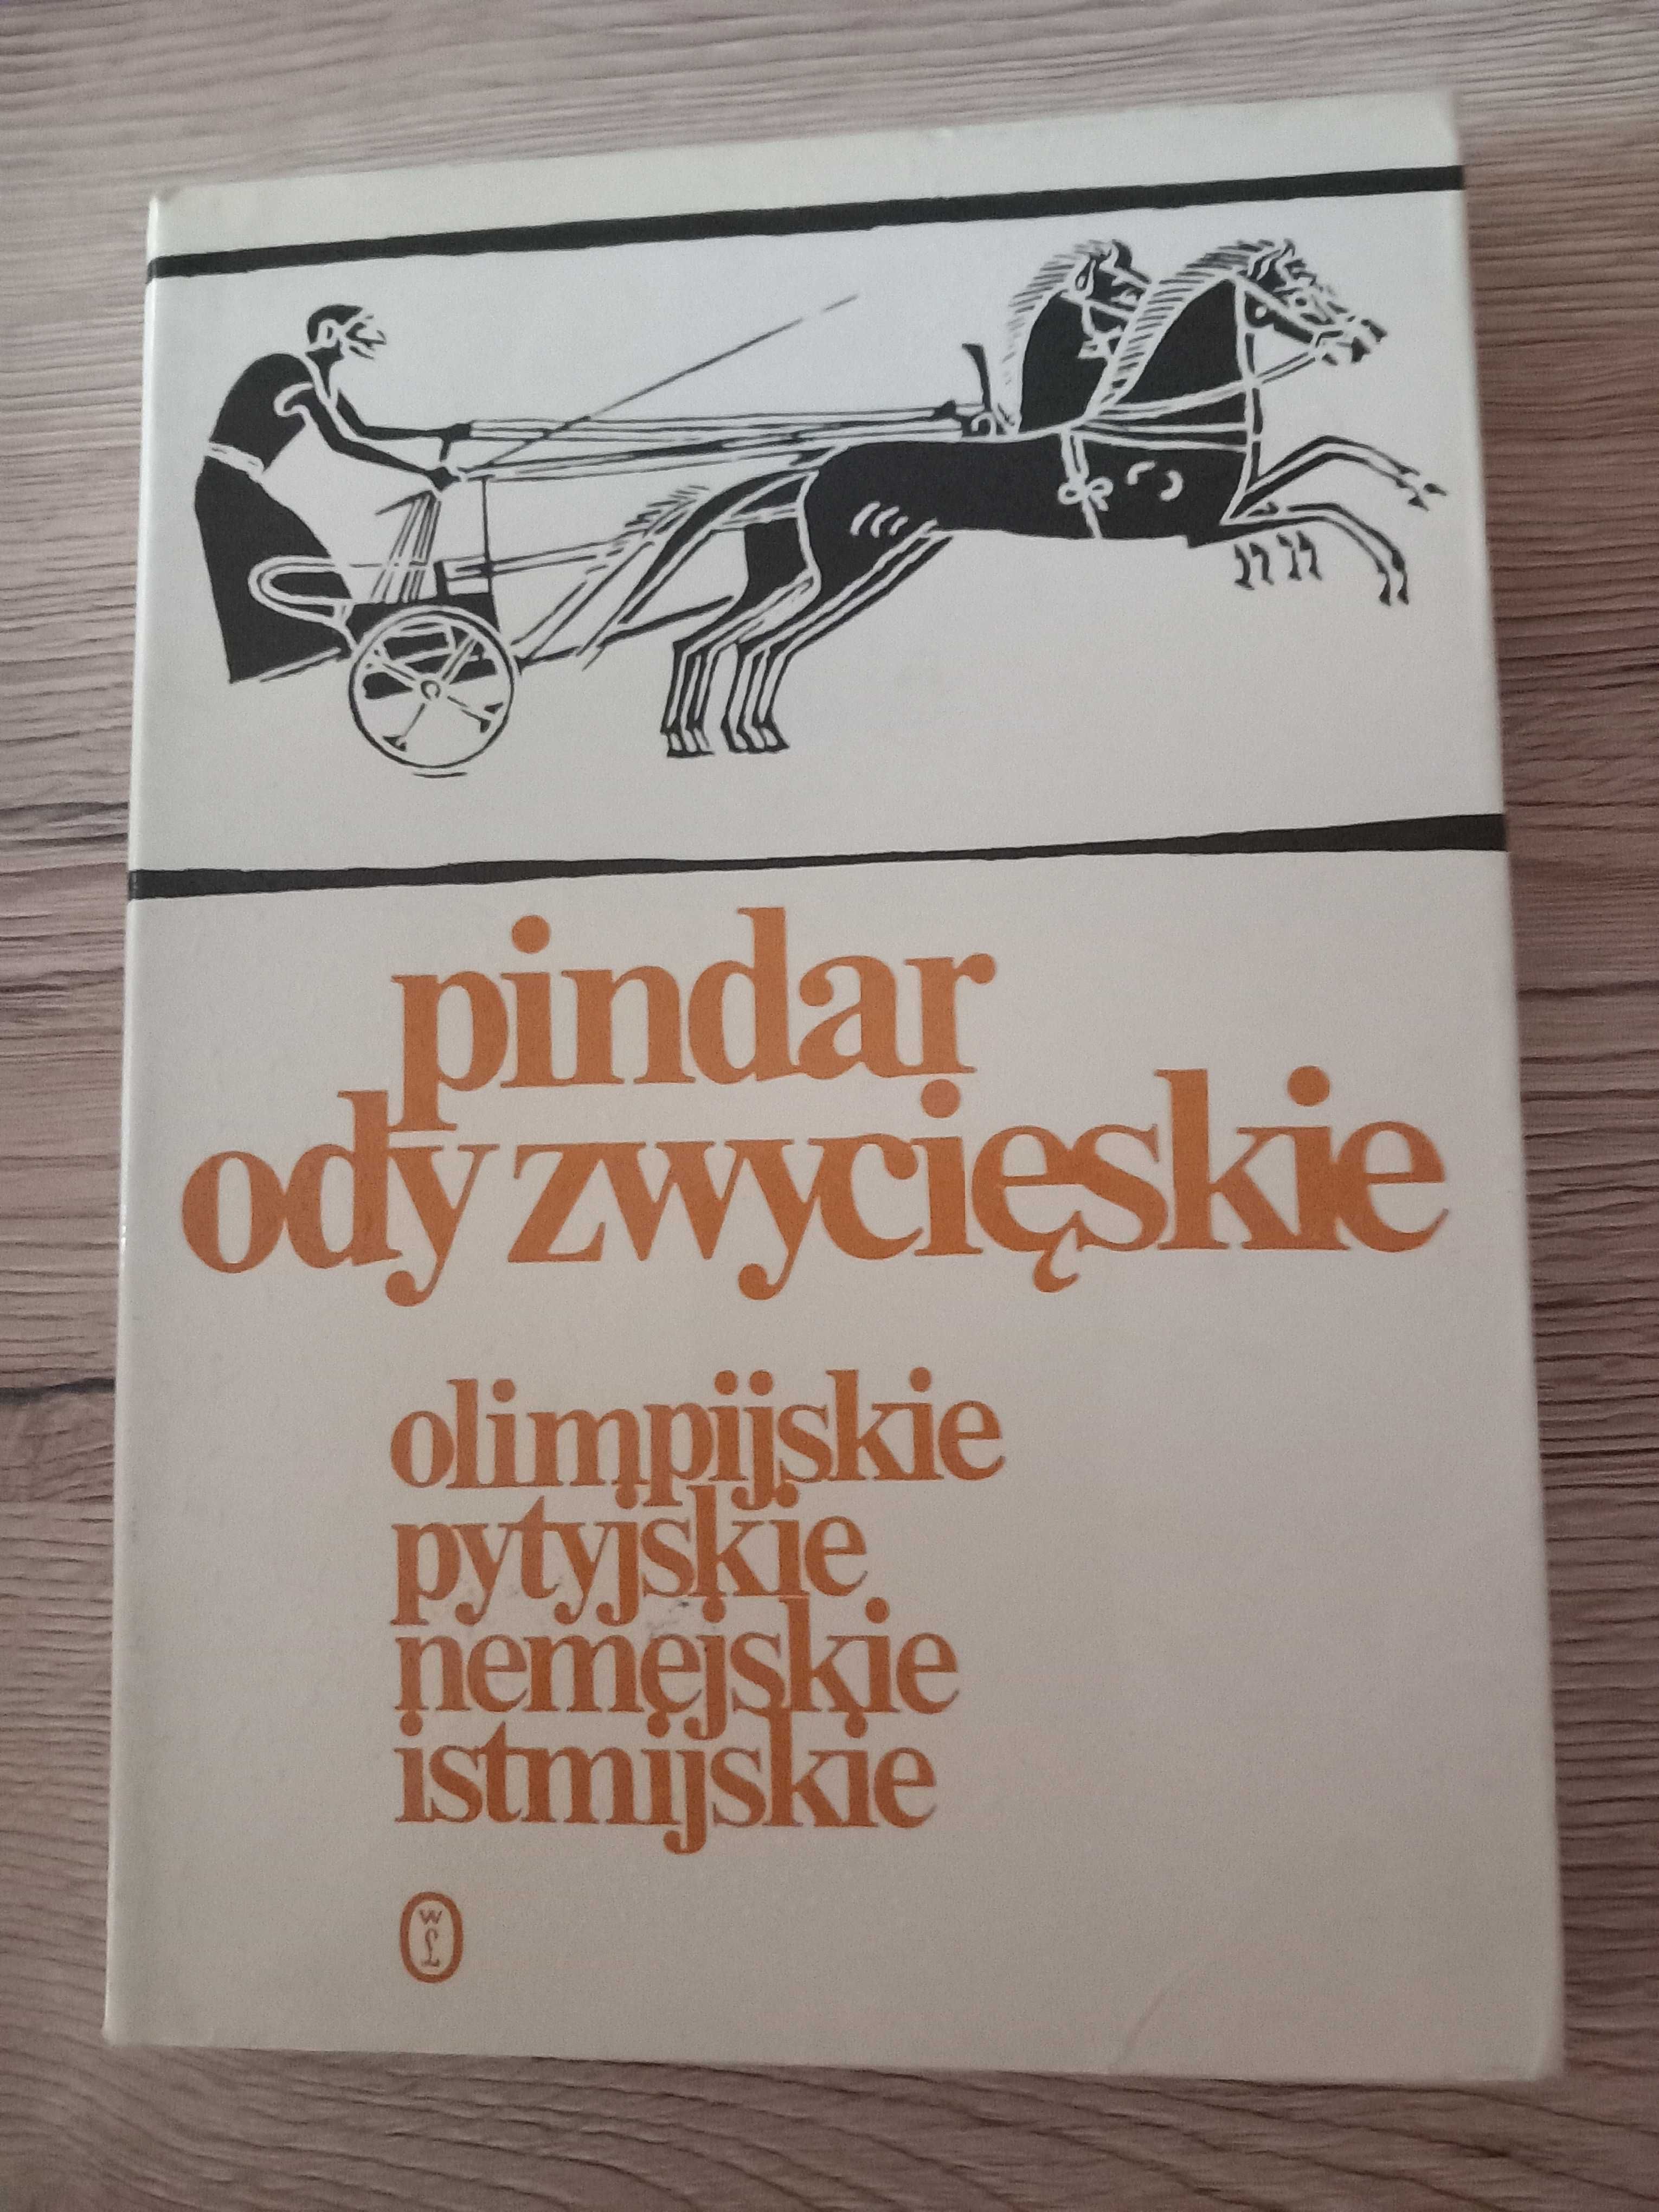 pindar
ody zwycięskie
olimpijskie
pytyjskie
nemejskie
istmijskie
WL